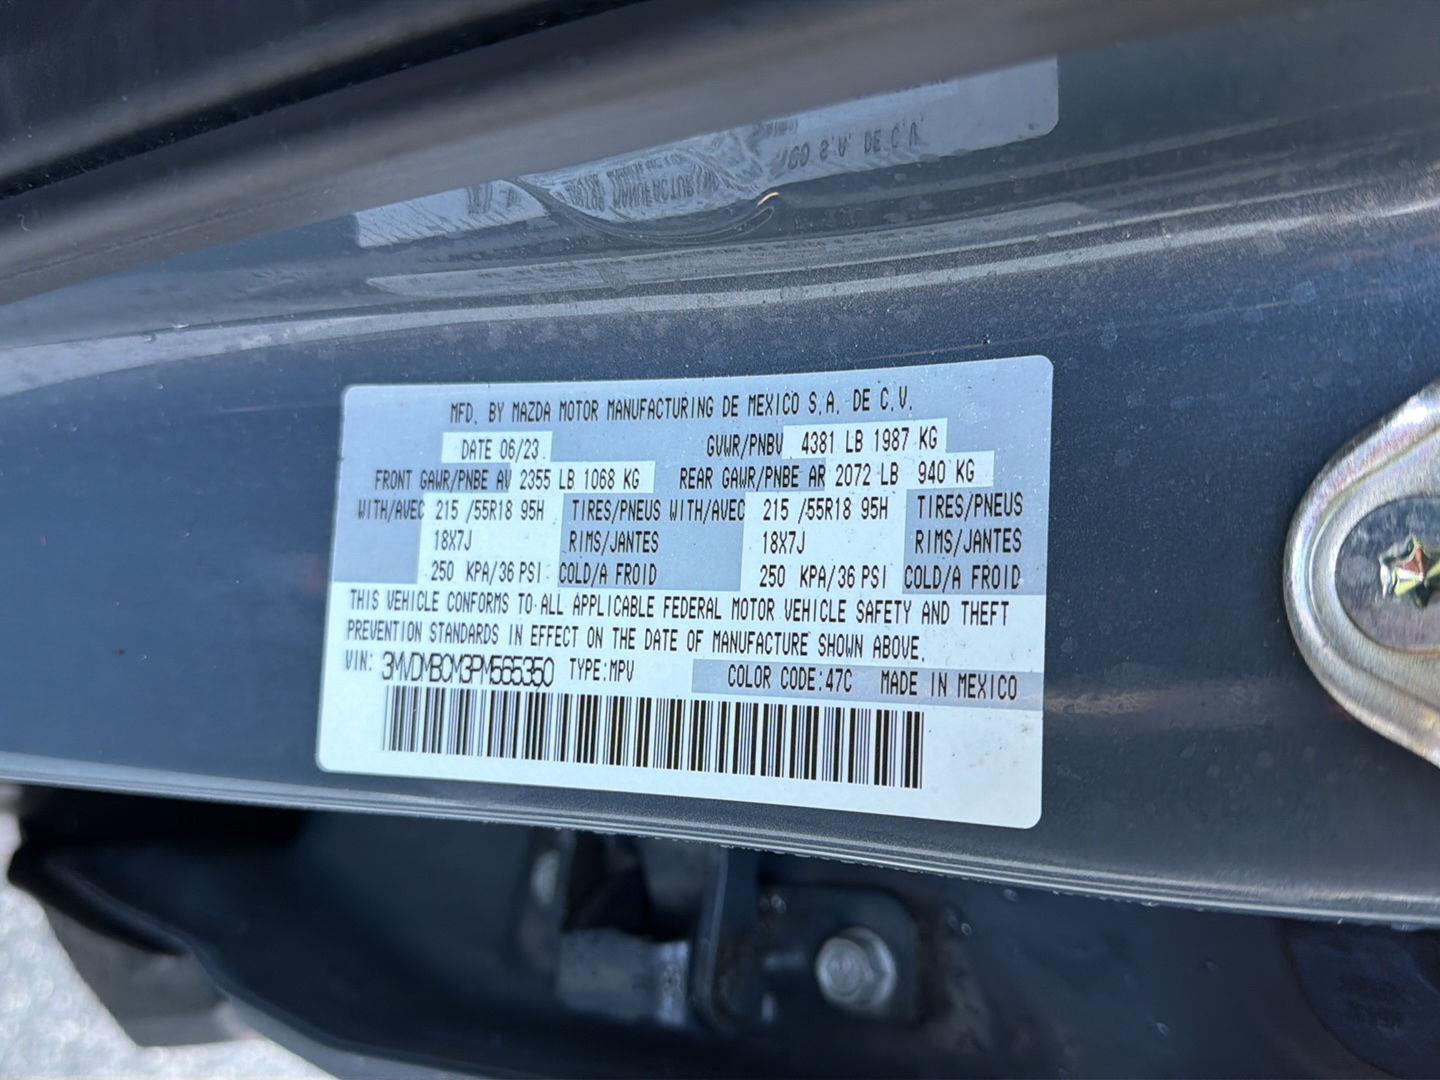 MFD. BY MAZDA MOTOR MANUFACTURING DE MEXICO S.A. DE C.V.
DATE 06/23 GVWR/PNBV 4381 LB 1987 KG
FRONT GAWR/PNBE AV 2355 LB 1068 KG REAR GAWR/PNBE AR 2072 LB 940 KG
WITH/AVEC 215 /55R18 95H TIRES/PNEUS WITH/AVEC 215 /55R18 95H TIRES/PNEUS
18X7J RIMS/JANTES 18X7J RIMS/JANTES
250 KPA/36 PSI COLD/A FROID 250 KPA/36 PSI COLD/A FROID
THIS VEHICLE CONFORMS TO ALL APPLICABLE FEDERAL MOTOR VEHICLE SAFETY AND THEFT
PREVENTION STANDARDS IN EFFECT ON THE DATE OF MANUFACTURE SHOWN ABOVE.
VIN: 3MVDMBCM3PM565350 TYPE:MPV COLOR CODE:47C MADE IN MEXICO